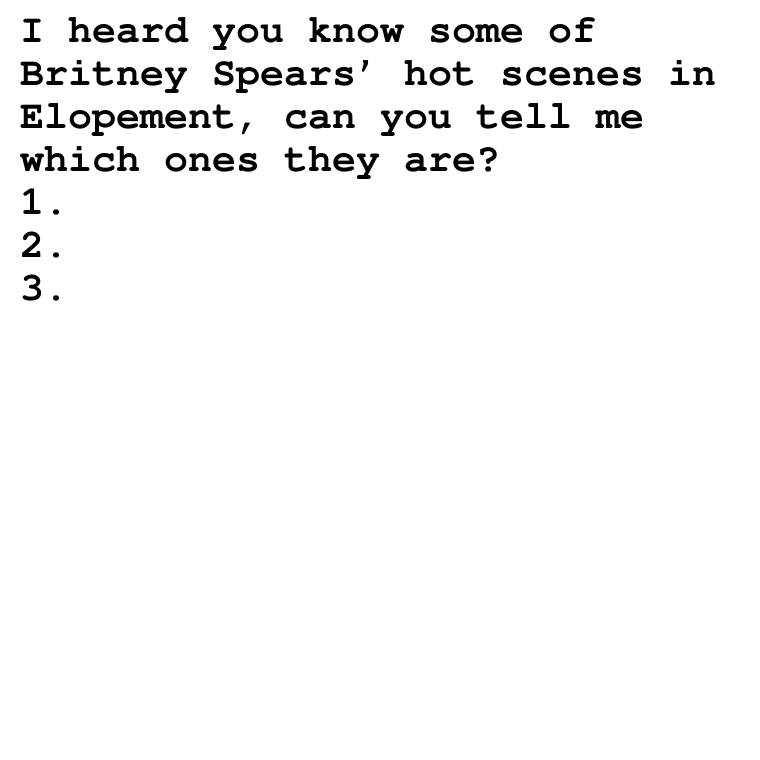 I heard you know some of
Britney Spears’ hot scenes in
Elopement, can you tell me
which ones they are?
1.
2.
3.